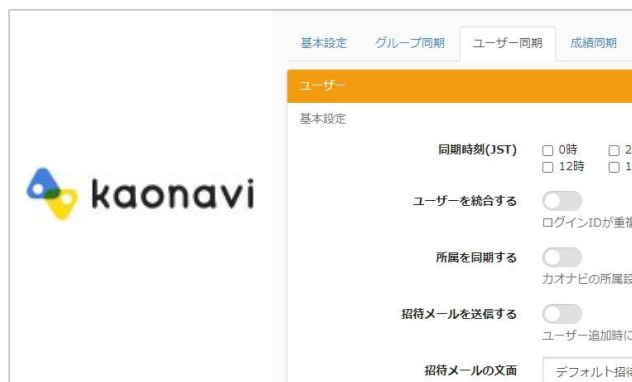 基本設定 グループ同期 ユーザー同期 成績同期
ユーザー
基本設定
同期時刻(JST) 0時 2
12時 1
kaonavi
ユーザーを統合する
ログインIDが重複
所属を同期する
カオナビの所属設
招待メールを送信する
ユーザー追加時に
招待メールの文面 デフォルト招待